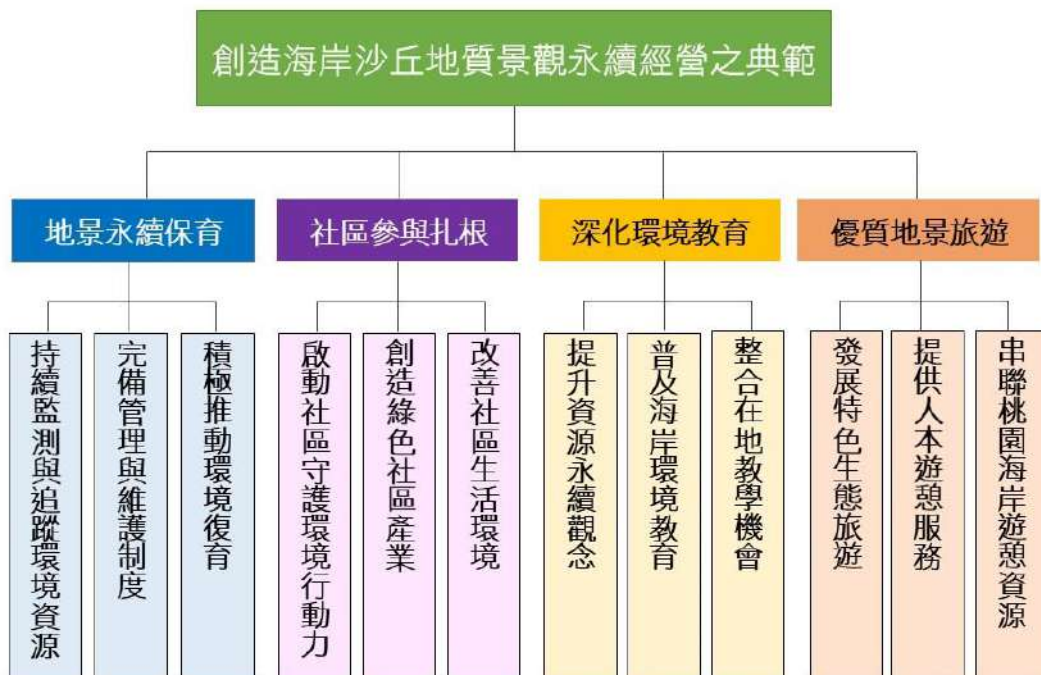 創造海岸沙丘地質景觀永續經營之典範
地景永續保育
社區參與扎根
深化環境教育
優質地景旅遊
持續監測與追蹤環境資源
完備管理與維護制度
積極推動環境復育
啟動社區守護環境行動力
創造綠色社區產業
改善社區生活環境
提升資源永續觀念
普及海岸環境教育
整合在地教學機會
發展特色生態旅遊
提供人本遊憩服務
串聯桃園海岸遊憩資源